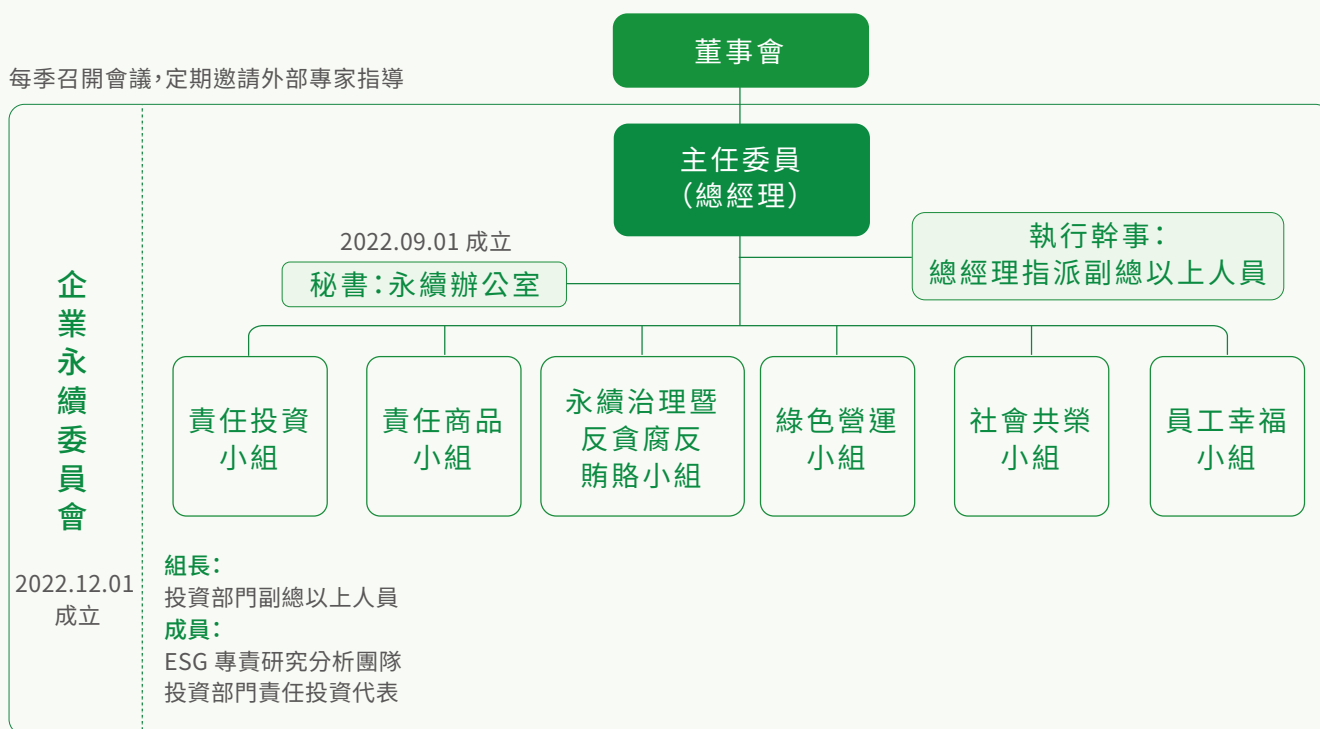 董事會
每季召開會議，定期邀請外部專家指導
主任委員
（總經理）
2022.09.01 成立
秘書：永續辦公室
執行幹事：
總經理指派副總以上人員
企業永續委員會
2022.12.01
成立
責任投資
小組
責任商品
小組
永續治理暨
反貪腐反
賄賂小組
綠色營運
小組
社會共榮
小組
員工幸福
小組
組長：
投資部門副總以上人員
成員：
ESG 專責研究分析團隊
投資部門責任投資代表